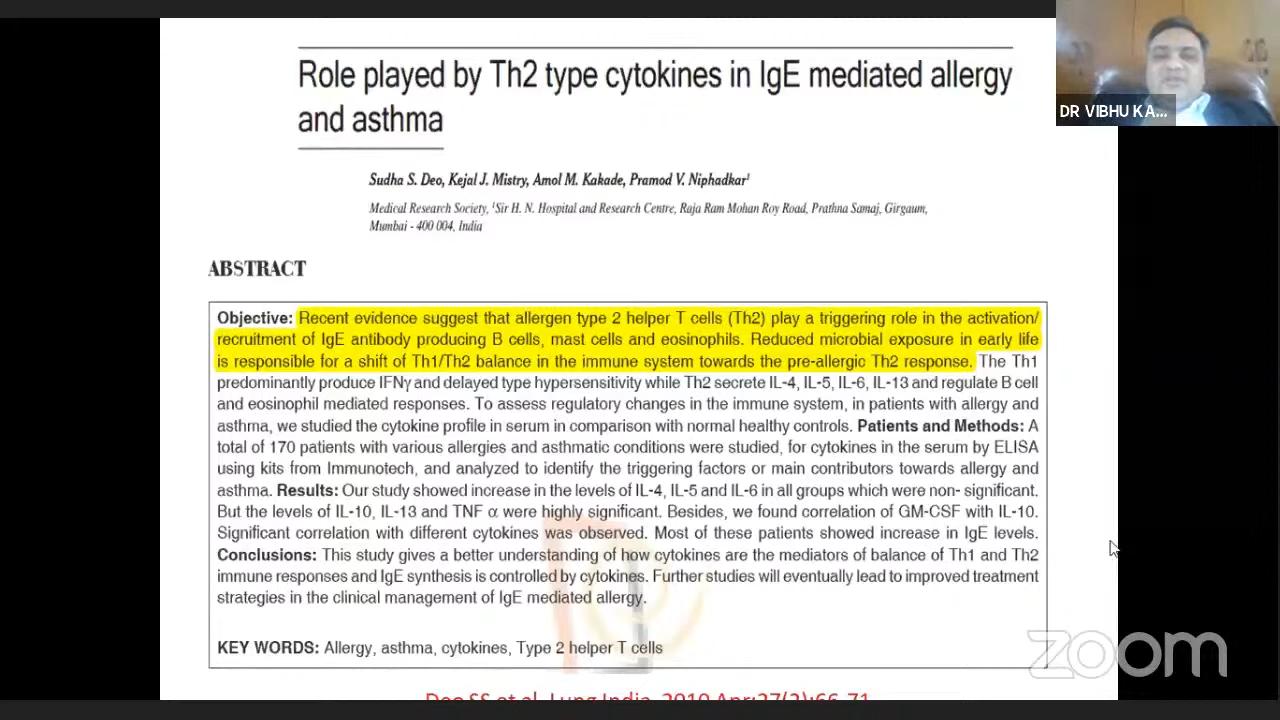 Role played by Th2 type cytokines in IgE mediated allergy
and asthma
DR VIBHU KA...
Sudha S. Deo, Kejal J. Mistry, Amol M. Kakade, Pramod V. Niphadkar¹
Medical Research Society, ¹Sir H. N. Hospital and Research Centre, Raja Ram Mohan Roy Road, Prathna Samaj, Girgaum,
Mumbai - 400 004, India
ABSTRACT
Objective: Recent evidence suggest that allergen type 2 helper T cells (Th2) play a triggering role in the activation/
recruitment of IgE antibody producing B cells, mast cells and eosinophils. Reduced microbial exposure in early life
is responsible for a shift of Th1/Th2 balance in the immune system towards the pre-allergic Th2 response. The Th1
predominantly produce IFNγ and delayed type hypersensitivity while Th2 secrete IL-4, IL-5, IL-6, IL-13 and regulate B cell
and eosinophil mediated responses. To assess regulatory changes in the immune system, in patients with allergy and
asthma, we studied the cytokine profile in serum in comparison with normal healthy controls. Patients and Methods: A
total of 170 patients with various allergies and asthmatic conditions were studied, for cytokines in the serum by ELISA
using kits from Immunotech, and analyzed to identify the triggering factors or main contributors towards allergy and
asthma. Results: Our study showed increase in the levels of IL-4, IL-5 and IL-6 in all groups which were non- significant.
But the levels of IL-10, IL-13 and TNF α were highly significant. Besides, we found correlation of GM-CSF with IL-10.
Significant correlation with different cytokines was observed. Most of these patients showed increase in IgE levels.
Conclusions: This study gives a better understanding of how cytokines are the mediators of balance of Th1 and Th2
immune responses and IgE synthesis is controlled by cytokines. Further studies will eventually lead to improved treatment
strategies in the clinical management of IgE mediated allergy.
KEY WORDS: Allergy, asthma, cytokines, Type 2 helper T cells
zoom
Deo SS et al. Lung India. 2010 Apr;27(2):66-71